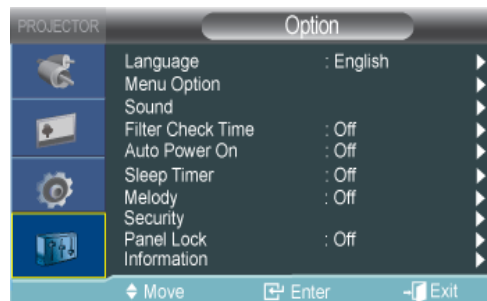 PROJECTOR
Option
Language : English
Menu Option
Sound
Filter Check Time : Off
Auto Power On : Off
Sleep Timer : Off
Melody : Off
Security
Panel Lock : Off
Information
Move Enter Exit